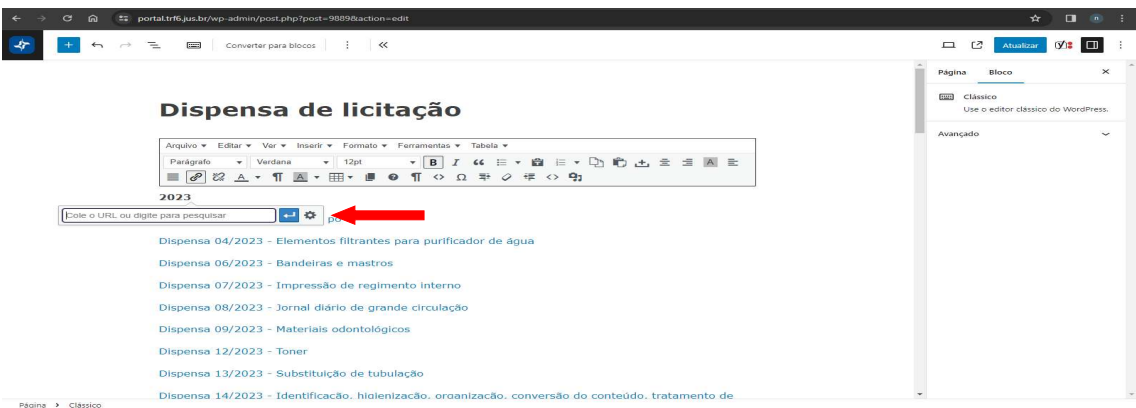 portal.trf6.jus.br/wp-admin/post.php?post=9889&action=edit
Converter para blocos
Atualizar
Página Bloco
Clássico
Use o editor clássico do WordPress.
Avançado
Dispensa de licitação
Arquivo Editar Ver Inserir Formato Ferramentas Tabela
Parágrafo Verdana 12pt
2023
Cole o URL ou digite para pesquisar
po
Dispensa 04/2023 - Elementos filtrantes para purificador de água
Dispensa 06/2023 - Bandeiras e mastros
Dispensa 07/2023 - Impressão de regimento interno
Dispensa 08/2023 - Jornal diário de grande circulação
Dispensa 09/2023 - Materiais odontológicos
Dispensa 12/2023 - Toner
Dispensa 13/2023 - Substituição de tubulação
Dispensa 14/2023 - Identificação, higienização, organização, conversão do conteúdo, tratamento de
Página > Clássico